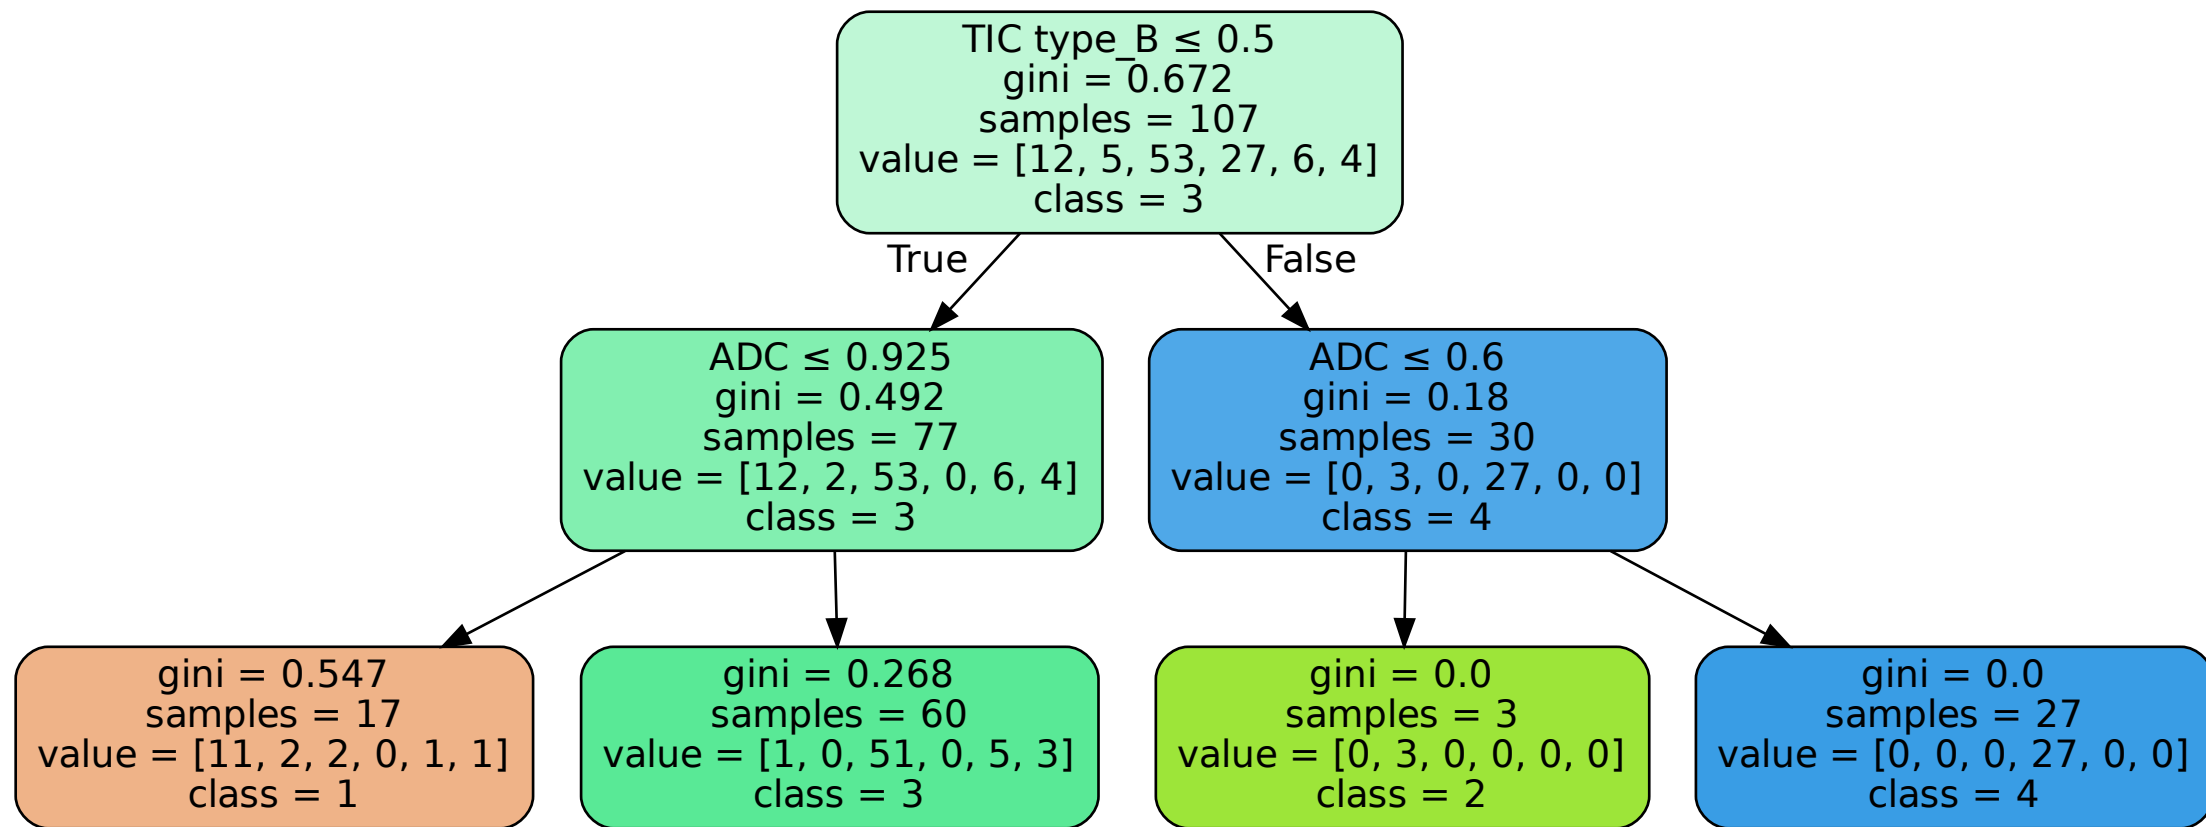 TIC type_B ≤ 0.5
gini = 0.672
samples = 107
value = [12, 5, 53, 27, 6, 4]
class = 3
True
False
ADC ≤ 0.925
gini = 0.492
samples = 77
value = [12, 2, 53, 0, 6, 4]
class = 3
ADC ≤ 0.6
gini = 0.18
samples = 30
value = [0, 3, 0, 27, 0, 0]
class = 4
gini = 0.547
samples = 17
value = [11, 2, 2, 0, 1, 1]
class = 1
gini = 0.268
samples = 60
value = [1, 0, 51, 0, 5, 3]
class = 3
gini = 0.0
samples = 3
value = [0, 3, 0, 0, 0, 0]
class = 2
gini = 0.0
samples = 27
value = [0, 0, 0, 27, 0, 0]
class = 4